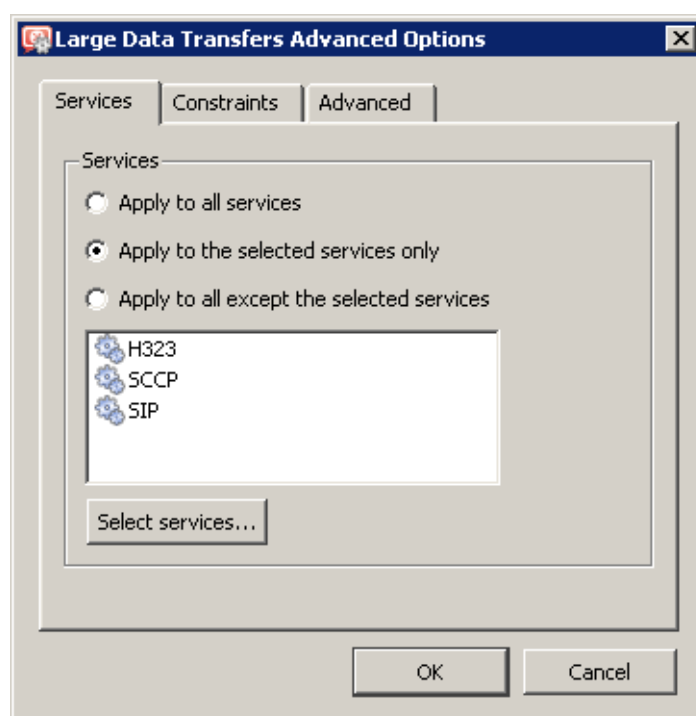 Large Data Transfers Advanced Options
Services Constraints Advanced
Services
Apply to all services
Apply to the selected services only
Apply to all except the selected services
H323
SCCP
SIP
Select services...
OK Cancel